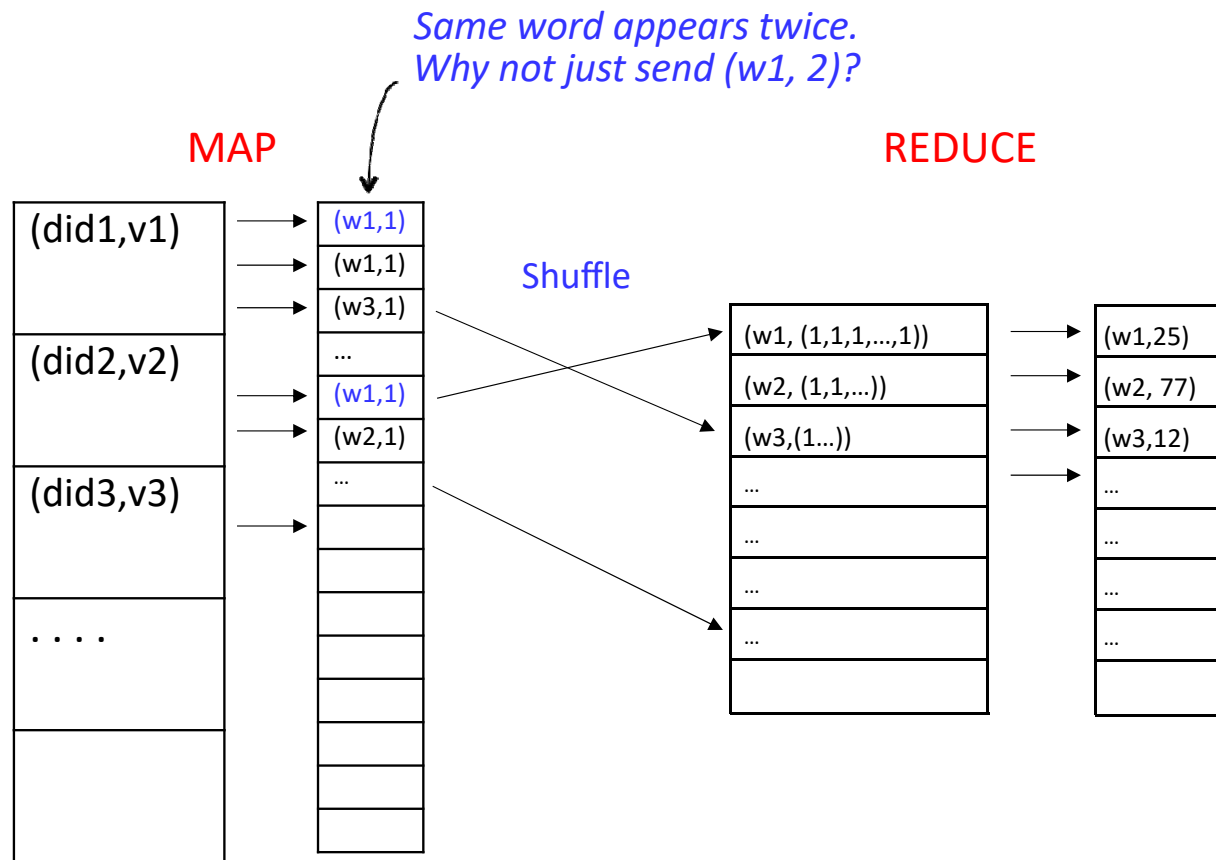 Same word appears twice.
Why not just send (w1, 2)?
MAP
REDUCE
(did1,v1)
(did2,v2)
(did3,v3)
. . . .
(w1,1)
(w1,1)
(w3,1)
...
(w1,1)
(w2,1)
...
Shuffle
(w1, (1,1,1,...,1))
(w2, (1,1,...))
(w3,(1...))
...
...
...
...
(w1,25)
(w2, 77)
(w3,12)
...
...
...
...